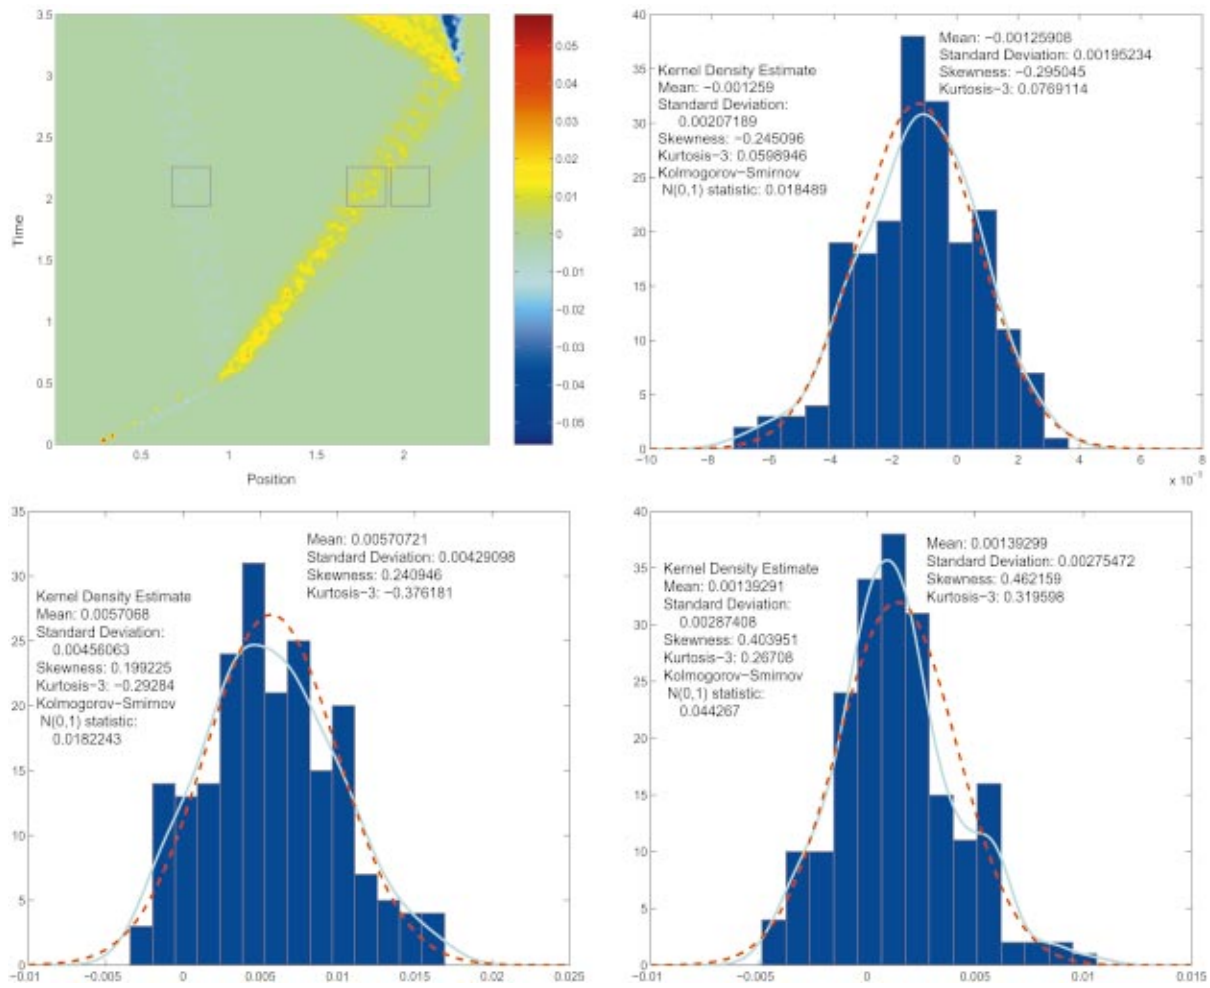 3.5
3
2.5
2
1.5
1
0.5
0
Time
0.5
1
1.5
2
Position
0.05
0.04
0.03
0.02
0.01
0
−0.01
−0.02
−0.03
−0.04
−0.05
40
35
30
25
20
15
10
5
0
Kernel Density Estimate
Mean: −0.001259
Standard Deviation:
0.00207189
Skewness: −0.245096
Kurtosis−3: 0.0598946
Kolmogorov−Smirnov
N(0,1) statistic: 0.018489
Mean: −0.00125908
Standard Deviation: 0.00195234
Skewness: −0.295045
Kurtosis−3: 0.0769114
−10
−8
−6
−4
−2
0
2
4
6
8
35
30
25
20
15
10
5
0
Kernel Density Estimate
Mean: 0.0057068
Standard Deviation:
0.00456063
Skewness: 0.199225
Kurtosis−3: −0.29284
Kolmogorov−Smirnov
N(0,1) statistic:
0.0182243
Mean: 0.00570721
Standard Deviation: 0.00429098
Skewness: 0.240946
Kurtosis−3: −0.376181
−0.01
−0.005
0
0.005
0.01
0.015
0.02
0.025
40
35
30
25
20
15
10
5
0
Kernel Density Estimate
Mean: 0.00139291
Standard Deviation:
0.00287408
Skewness: 0.403951
Kurtosis−3: 0.26708
Kolmogorov−Smirnov
N(0,1) statistic:
0.044267
Mean: 0.00139299
Standard Deviation: 0.00275472
Skewness: 0.462159
Kurtosis−3: 0.319598
−0.01
−0.005
0
0.005
0.01
0.015